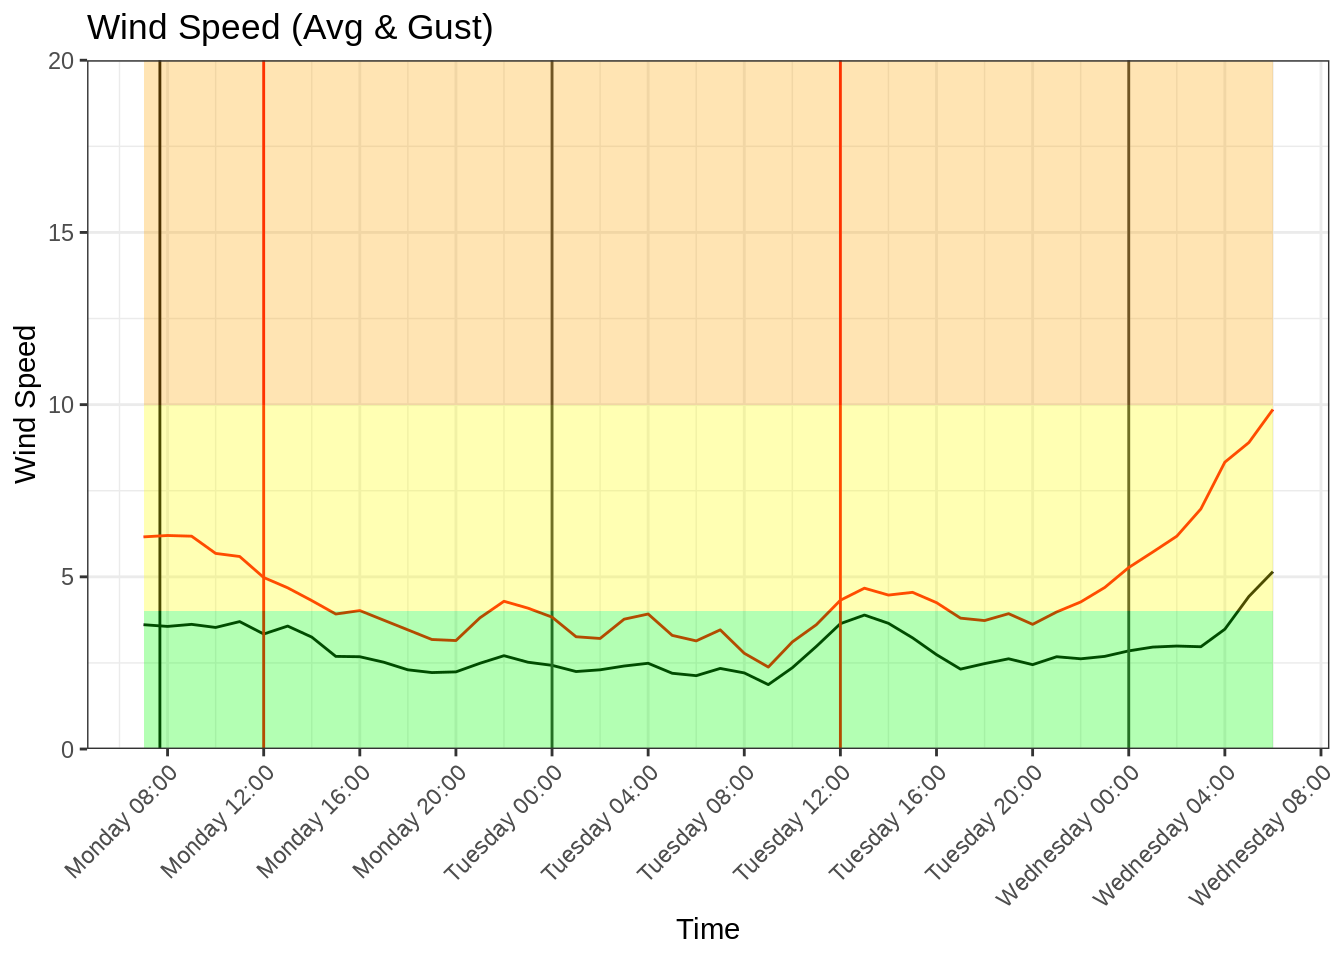 Wind Speed (Avg & Gust)
20
15
10
5
0
Wind Speed
Monday 08:00
Monday 12:00
Monday 16:00
Monday 20:00
Tuesday 00:00
Tuesday 04:00
Tuesday 08:00
Tuesday 12:00
Tuesday 16:00
Tuesday 20:00
Wednesday 00:00
Wednesday 04:00
Wednesday 08:00
Time